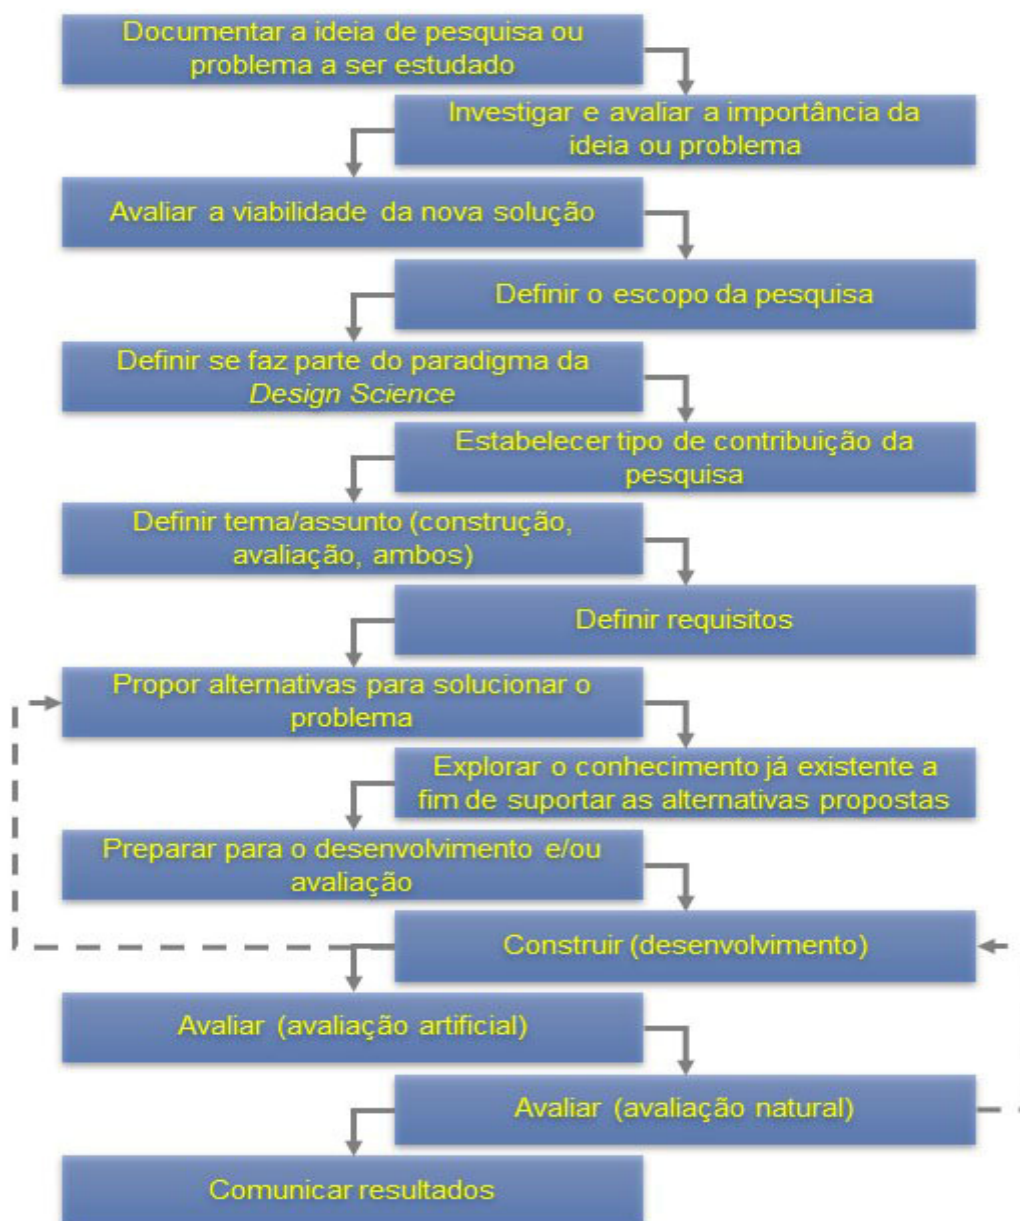 Documentar a ideia de pesquisa ou
problema a ser estudado
Investigar e avaliar a importância da
ideia ou problema
Avaliar a viabilidade da nova solução
Definir o escopo da pesquisa
Definir se faz parte do paradigma da
Design Science
Estabelecer tipo de contribuição da
pesquisa
Definir tema/assunto (construção,
avaliação, ambos)
Definir requisitos
Propor alternativas para solucionar o
problema
Explorar o conhecimento já existente a
fim de suportar as alternativas propostas
Preparar para o desenvolvimento e/ou
avaliação
Construir (desenvolvimento)
Avaliar (avaliação artificial)
Avaliar (avaliação natural)
Comunicar resultados